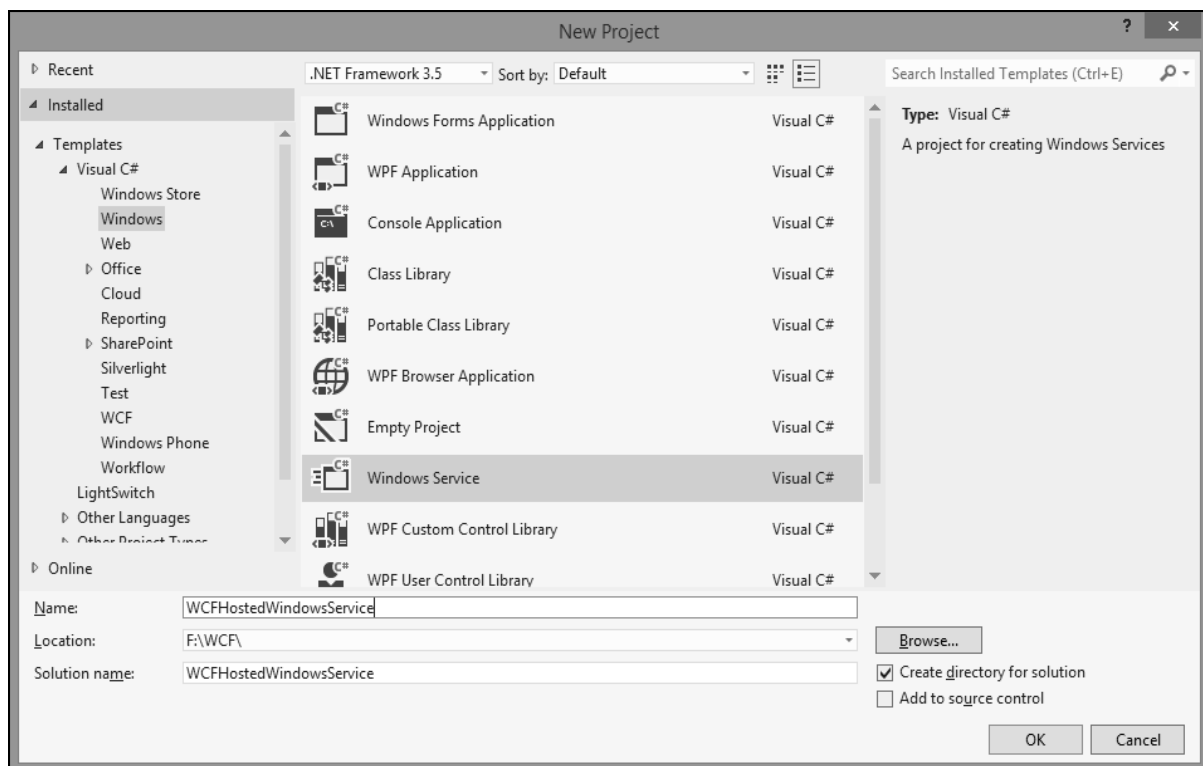 New Project
?
x
Recent
Installed
Templates
Visual C#
Windows Store
Windows
Web
Office
Cloud
Reporting
SharePoint
Silverlight
Test
WCF
Windows Phone
Workflow
LightSwitch
Other Languages
Other Project Types
Online
.NET Framework 3.5
Sort by: Default
C# Windows Forms Application Visual C#
C# WPF Application Visual C#
C# C:\ Console Application Visual C#
C# Class Library Visual C#
C# Portable Class Library Visual C#
C# WPF Browser Application Visual C#
C# Empty Project Visual C#
C# Windows Service Visual C#
C# WPF Custom Control Library Visual C#
C# WPF User Control Library Visual C#
Search Installed Templates (Ctrl+E)
Type: Visual C#
A project for creating Windows Services
Name: WCFHostedWindowsService
Location: F:\WCF\
Browse...
Solution name: WCFHostedWindowsService
Create directory for solution
Add to source control
OK
Cancel